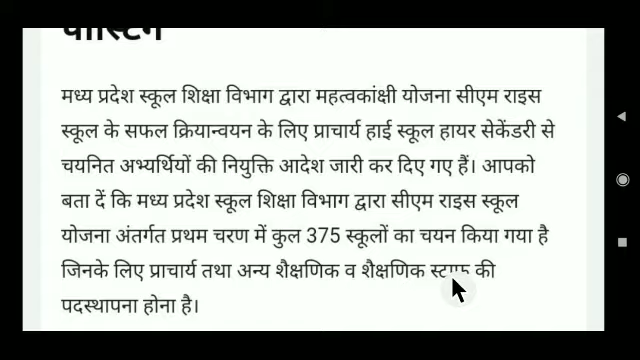 मध्य प्रदेश स्कूल शिक्षा विभाग द्वारा महत्वकांक्षी योजना सीएम राइस
स्कूल के सफल क्रियान्वयन के लिए प्राचार्य हाई स्कूल हायर सेकेंडरी से
चयनित अभ्यर्थियों की नियुक्ति आदेश जारी कर दिए गए हैं। आपको
बता दें कि मध्य प्रदेश स्कूल शिक्षा विभाग द्वारा सीएम राइस स्कूल
योजना अंतर्गत प्रथम चरण में कुल 375 स्कूलों का चयन किया गया है
जिनके लिए प्राचार्य तथा अन्य शैक्षणिक व शैक्षणिक स्टाफ की
पदस्थापना होना है।